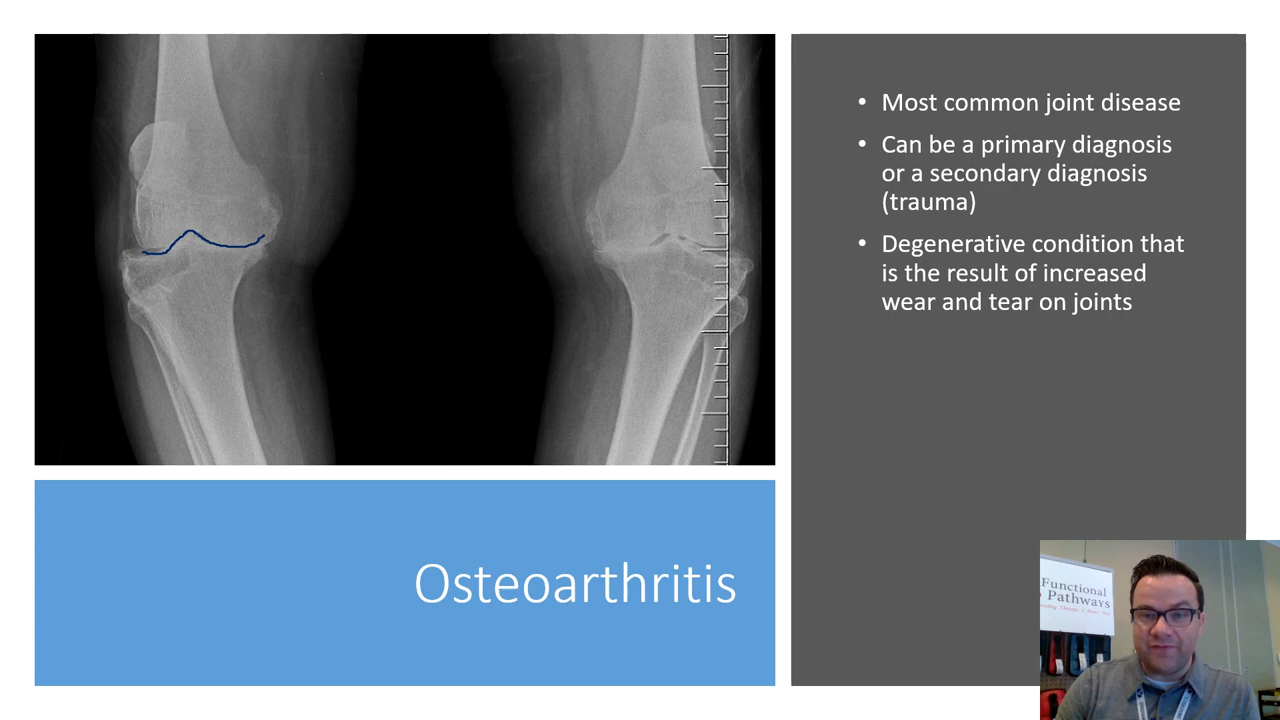 • Most common joint disease
• Can be a primary diagnosis
or a secondary diagnosis
(trauma)
• Degenerative condition that
is the result of increased
wear and tear on joints
Osteoarthritis
Functional
Pathways